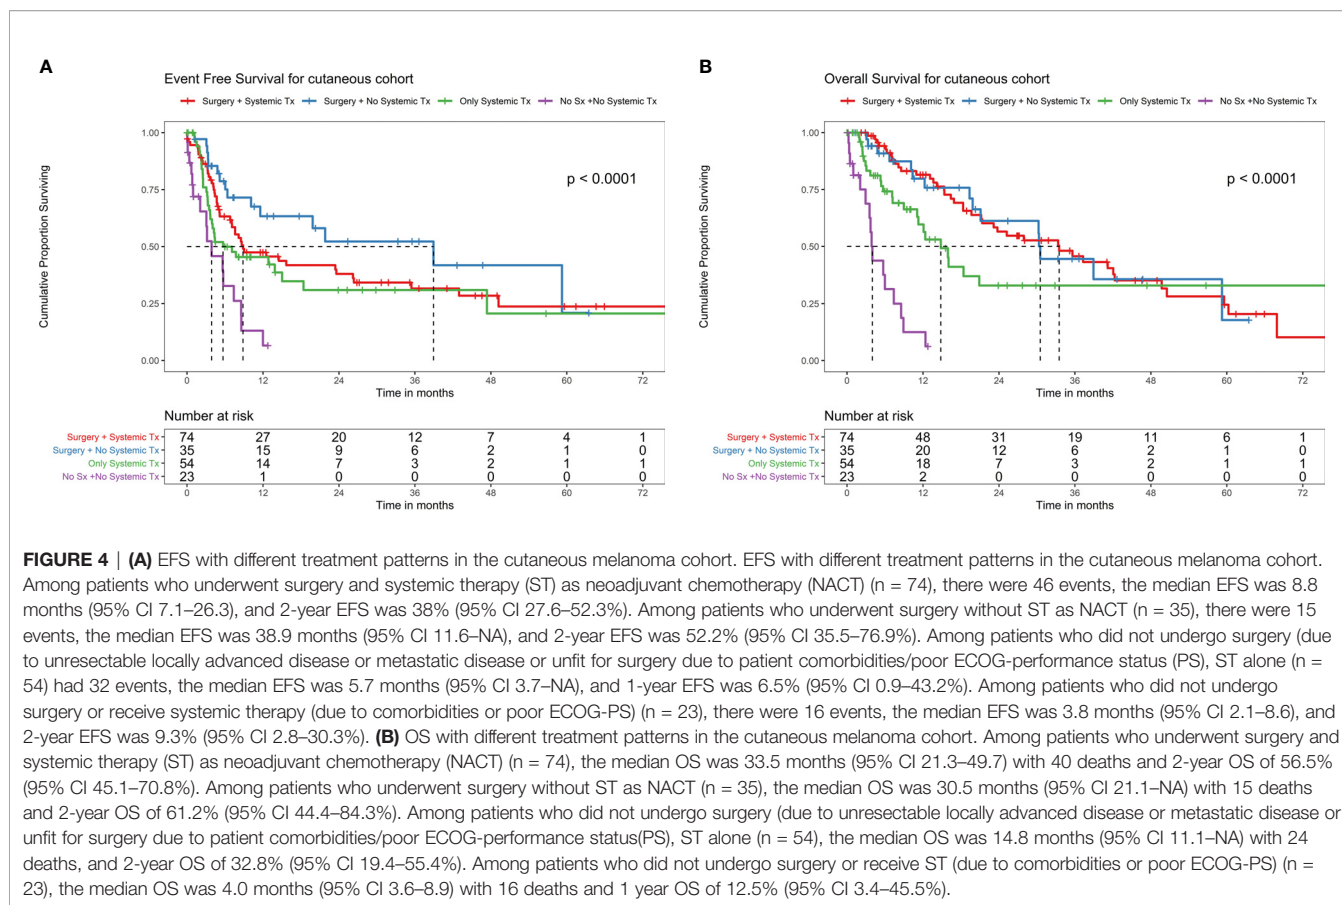 A
Event Free Survival for cutaneous cohort
Surgery + Systemic Tx Surgery + No Systemic Tx Only Systemic Tx No Sx +No Systemic Tx
Cumulative Proportion Surviving
1.00
0.75
0.50
0.25
0.00
p < 0.0001
0 12 24 36 48 60 72
Time in months
Number at risk
Surgery + Systemic Tx 74 27 20 12 7 4 1
Surgery + No Systemic Tx 35 15 9 6 2 1 0
Only Systemic Tx 54 14 7 3 2 1 1
No Sx +No Systemic Tx 23 1 0 0 0 0 0
0 12 24 36 48 60 72
Time in months
B
Overall Survival for cutaneous cohort
Surgery + Systemic Tx Surgery + No Systemic Tx Only Systemic Tx No Sx +No Systemic Tx
Cumulative Proportion Surviving
1.00
0.75
0.50
0.25
0.00
p < 0.0001
0 12 24 36 48 60 72
Time in months
Number at risk
Surgery + Systemic Tx 74 48 31 19 11 6 1
Surgery + No Systemic Tx 35 20 12 6 2 1 0
Only Systemic Tx 54 18 7 3 2 1 1
No Sx +No Systemic Tx 23 2 0 0 0 0 0
0 12 24 36 48 60 72
Time in months
FIGURE 4 | (A) EFS with different treatment patterns in the cutaneous melanoma cohort. EFS with different treatment patterns in the cutaneous melanoma cohort.
Among patients who underwent surgery and systemic therapy (ST) as neoadjuvant chemotherapy (NACT) (n = 74), there were 46 events, the median EFS was 8.8
months (95% CI 7.1–26.3), and 2-year EFS was 38% (95% CI 27.6–52.3%). Among patients who underwent surgery without ST as NACT (n = 35), there were 15
events, the median EFS was 38.9 months (95% CI 11.6–NA), and 2-year EFS was 52.2% (95% CI 35.5–76.9%). Among patients who did not undergo surgery (due
to unresectable locally advanced disease or metastatic disease or unfit for surgery due to patient comorbidities/poor ECOG-performance status (PS), ST alone (n =
54) had 32 events, the median EFS was 5.7 months (95% CI 3.7–NA), and 1-year EFS was 6.5% (95% CI 0.9–43.2%). Among patients who did not undergo
surgery or receive systemic therapy (due to comorbidities or poor ECOG-PS) (n = 23), there were 16 events, the median EFS was 3.8 months (95% CI 2.1–8.6), and
2-year EFS was 9.3% (95% CI 2.8–30.3%). (B) OS with different treatment patterns in the cutaneous melanoma cohort. Among patients who underwent surgery and
systemic therapy (ST) as neoadjuvant chemotherapy (NACT) (n = 74), the median OS was 33.5 months (95% CI 21.3–49.7) with 40 deaths and 2-year OS of 56.5%
(95% CI 45.1–70.8%). Among patients who underwent surgery without ST as NACT (n = 35), the median OS was 30.5 months (95% CI 21.1–NA) with 15 deaths
and 2-year OS of 61.2% (95% CI 44.4–84.3%). Among patients who did not undergo surgery (due to unresectable locally advanced disease or metastatic disease or
unfit for surgery due to patient comorbidities/poor ECOG-performance status(PS), ST alone (n = 54), the median OS was 14.8 months (95% CI 11.1–NA) with 24
deaths, and 2-year OS of 32.8% (95% CI 19.4–55.4%). Among patients who did not undergo surgery or receive ST (due to comorbidities or poor ECOG-PS) (n =
23), the median OS was 4.0 months (95% CI 3.6–8.9) with 16 deaths and 1 year OS of 12.5% (95% CI 3.4–45.5%).